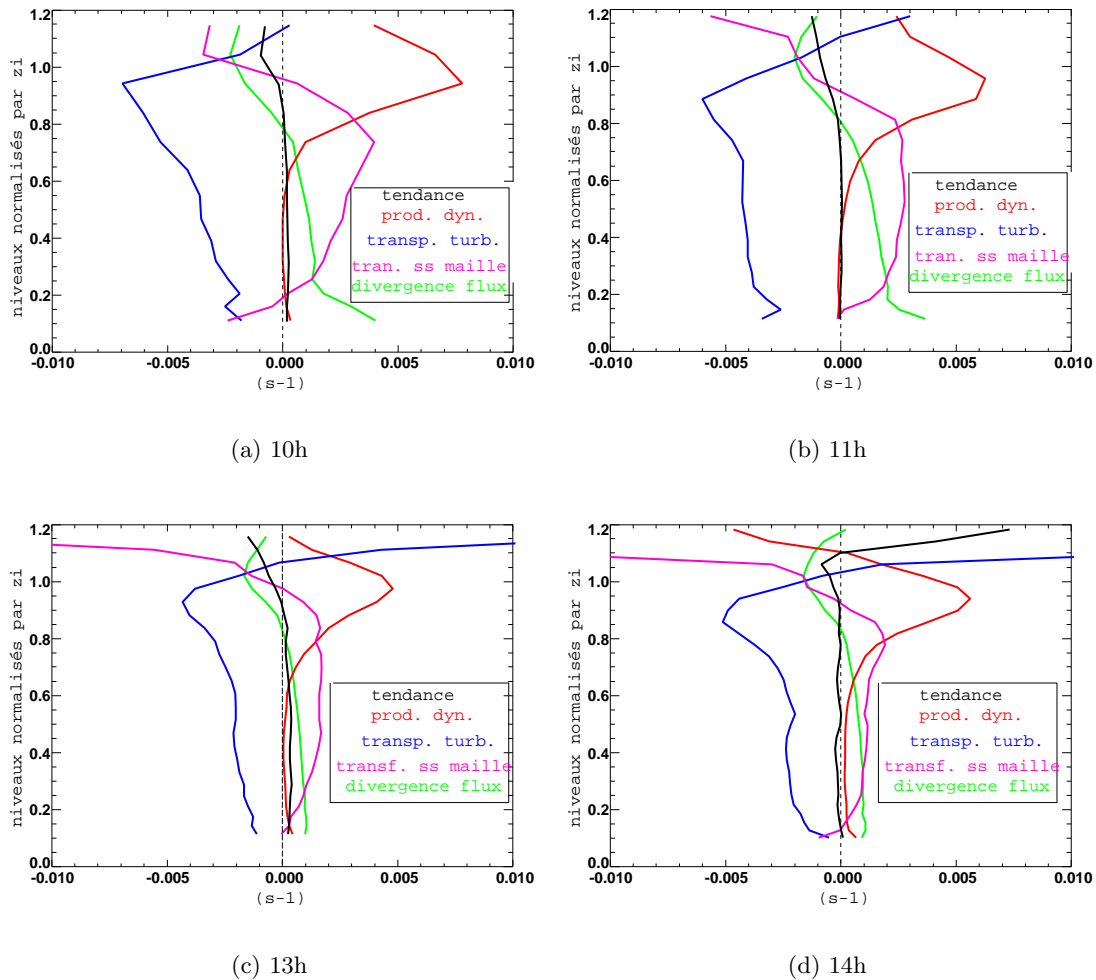 niveaux normalisés par zi
1.2
1.0
0.8
0.6
0.4
0.2
0.0
tendance
prod. dyn.
transp. turb.
tran. ss maille
divergence flux
-0.010
-0.005
0.000
0.005
0.010
(s-1)
(a) 10h
niveaux normalisés par zi
1.2
1.0
0.8
0.6
0.4
0.2
0.0
tendance
prod. dyn.
transp. turb.
tran. ss maille
divergence flux
-0.010
-0.005
0.000
0.005
0.010
(s-1)
(b) 11h
niveaux normalisés par zi
1.2
1.0
0.8
0.6
0.4
0.2
0.0
tendance
prod. dyn.
transp. turb.
transf. ss maille
divergence flux
-0.010
-0.005
0.000
0.005
0.010
(s-1)
(c) 13h
niveaux normalisés par zi
1.2
1.0
0.8
0.6
0.4
0.2
0.0
tendance
prod. dyn.
transp. turb.
transf. ss maille
divergence flux
-0.010
-0.005
0.000
0.005
0.010
(s-1)
(d) 14h